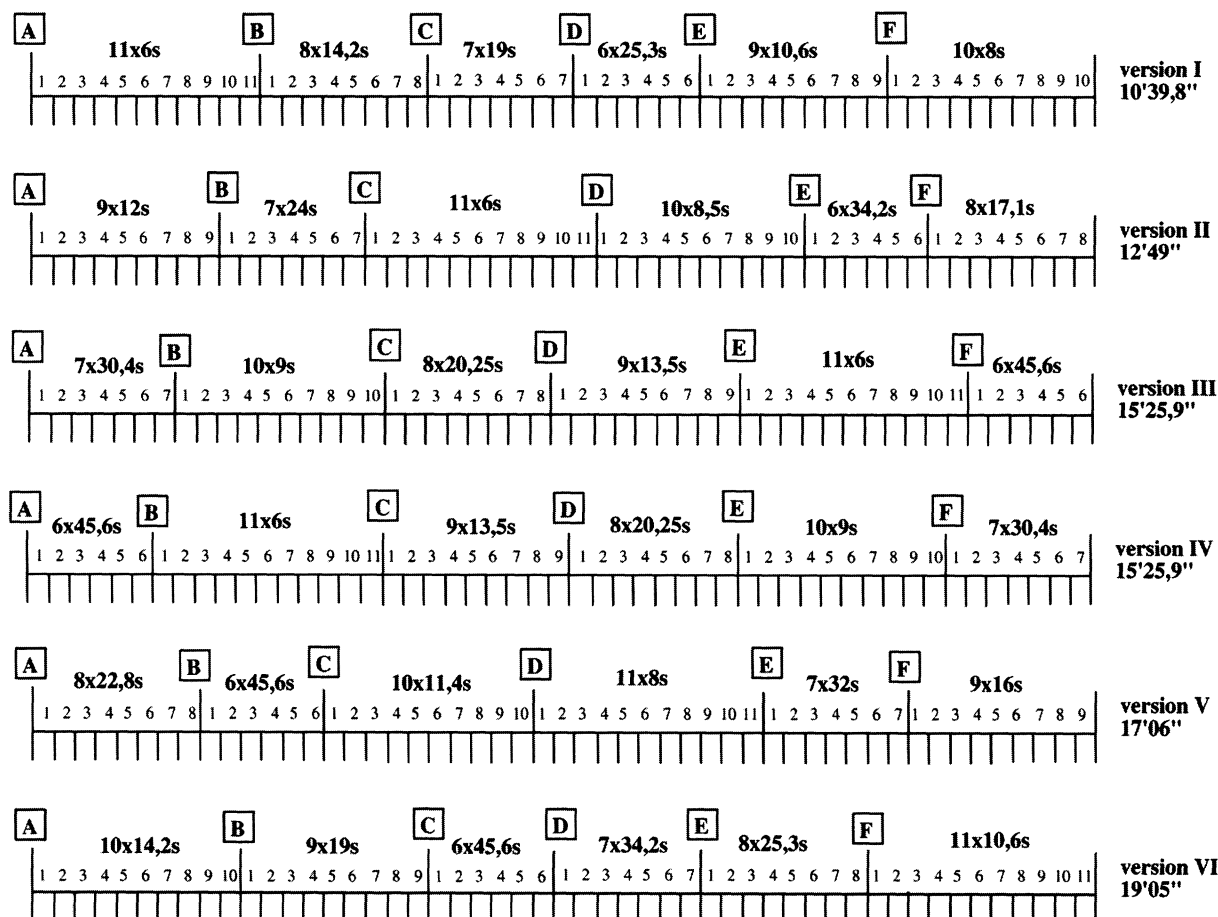 A B C D E F
11x6s 8x14,2s 7x19s 6x25,3s 9x10,6s 10x8s
1 2 3 4 5 6 7 8 9 10 11 1 2 3 4 5 6 7 8 1 2 3 4 5 6 7 1 2 3 4 5 6 1 2 3 4 5 6 7 8 9 1 2 3 4 5 6 7 8 9 10
version I
10'39,8"
A B C D E F
9x12s 7x24s 11x6s 10x8,5s 6x34,2s 8x17,1s
1 2 3 4 5 6 7 8 9 1 2 3 4 5 6 7 1 2 3 4 5 6 7 8 9 10 11 1 2 3 4 5 6 7 8 9 10 1 2 3 4 5 6 1 2 3 4 5 6 7 8
version II
12'49"
A B C D E F
7x30,4s 10x9s 8x20,25s 9x13,5s 11x6s 6x45,6s
1 2 3 4 5 6 7 1 2 3 4 5 6 7 8 9 10 1 2 3 4 5 6 7 8 1 2 3 4 5 6 7 8 9 1 2 3 4 5 6 7 8 9 10 11 1 2 3 4 5 6
version III
15'25,9"
A B C D E F
6x45,6s 11x6s 9x13,5s 8x20,25s 10x9s 7x30,4s
1 2 3 4 5 6 1 2 3 4 5 6 7 8 9 10 11 1 2 3 4 5 6 7 8 9 1 2 3 4 5 6 7 8 1 2 3 4 5 6 7 8 9 10 1 2 3 4 5 6 7
version IV
15'25,9"
A B C D E F
8x22,8s 6x45,6s 10x11,4s 11x8s 7x32s 9x16s
1 2 3 4 5 6 7 8 1 2 3 4 5 6 1 2 3 4 5 6 7 8 9 10 1 2 3 4 5 6 7 8 9 10 11 1 2 3 4 5 6 7 1 2 3 4 5 6 7 8 9
version V
17'06"
A B C D E F
10x14,2s 9x19s 6x45,6s 7x34,2s 8x25,3s 11x10,6s
1 2 3 4 5 6 7 8 9 10 1 2 3 4 5 6 7 8 9 1 2 3 4 5 6 1 2 3 4 5 6 7 1 2 3 4 5 6 7 8 1 2 3 4 5 6 7 8 9 10 11
version VI
19'05"